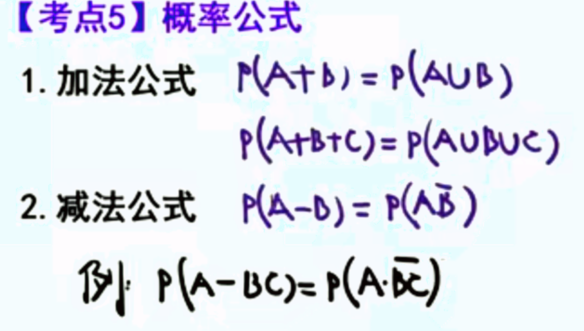 【考点5】概率公式
1. 加法公式 P(A+B) = P(A∪B)
P(A+B+C) = P(A∪B∪C)
2. 减法公式 P(A-B) = P(AB̄)
例: P(A-BC) = P(A·B̅C̅)